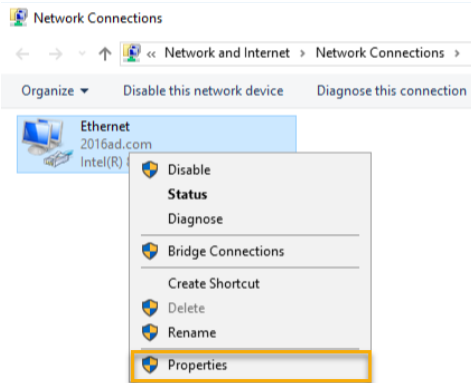 Network Connections
« Network and Internet > Network Connections >
Organize Disable this network device Diagnose this connection
Ethernet
2016ad.com
Intel(R)
Disable
Status
Diagnose
Bridge Connections
Create Shortcut
Delete
Rename
Properties